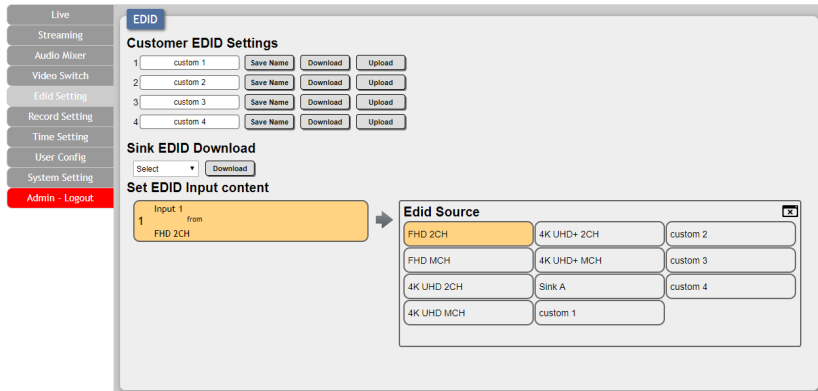 Live
Streaming
Audio Mixer
Video Switch
Edid Setting
Record Setting
Time Setting
User Config
System Setting
Admin - Logout
EDID
Customer EDID Settings
1 custom 1 Save Name Download Upload
2 custom 2 Save Name Download Upload
3 custom 3 Save Name Download Upload
4 custom 4 Save Name Download Upload
Sink EDID Download
Select Download
Set EDID Input content
Input 1
1 from
FHD 2CH
Edid Source
FHD 2CH 4K UHD+ 2CH custom 2
FHD MCH 4K UHD+ MCH custom 3
4K UHD 2CH Sink A custom 4
4K UHD MCH custom 1